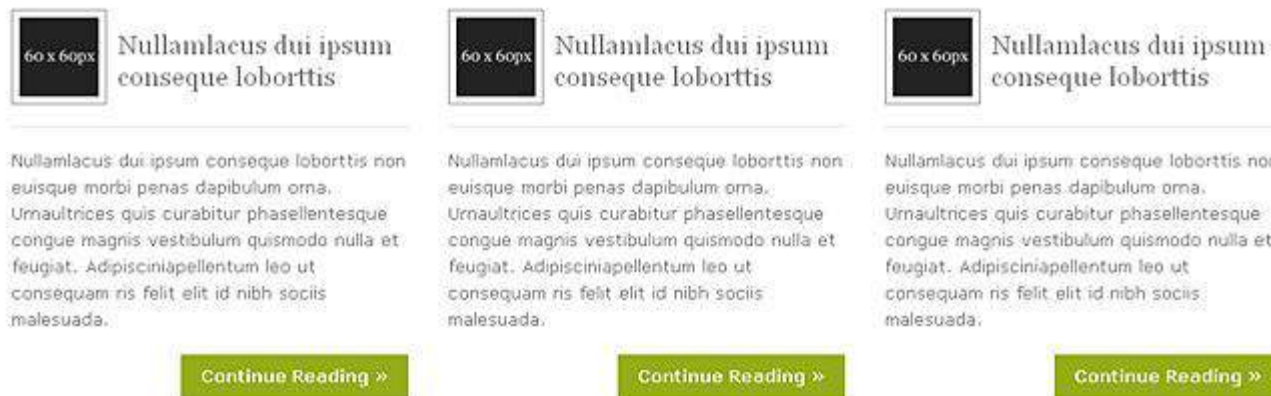 60 x 60px
Nullamlacus dui ipsum
conseque loborttis
Nullamlacus dui ipsum conseque loborttis non
euisque morbi penas dapibulum orna.
Urnaultrices quis curabitur phasellentesque
congue magnis vestibulum quismodo nulla et
feugiat. Adipisciniapellentum leo ut
consequam ris felit elit id nibh sociis
malesuada.
Continue Reading »
60 x 60px
Nullamlacus dui ipsum
conseque loborttis
Nullamlacus dui ipsum conseque loborttis non
euisque morbi penas dapibulum orna.
Urnaultrices quis curabitur phasellentesque
congue magnis vestibulum quismodo nulla et
feugiat. Adipisciniapellentum leo ut
consequam ris felit elit id nibh sociis
malesuada.
Continue Reading »
60 x 60px
Nullamlacus dui ipsum
conseque loborttis
Nullamlacus dui ipsum conseque loborttis non
euisque morbi penas dapibulum orna.
Urnaultrices quis curabitur phasellentesque
congue magnis vestibulum quismodo nulla et
feugiat. Adipisciniapellentum leo ut
consequam ris felit elit id nibh sociis
malesuada.
Continue Reading »